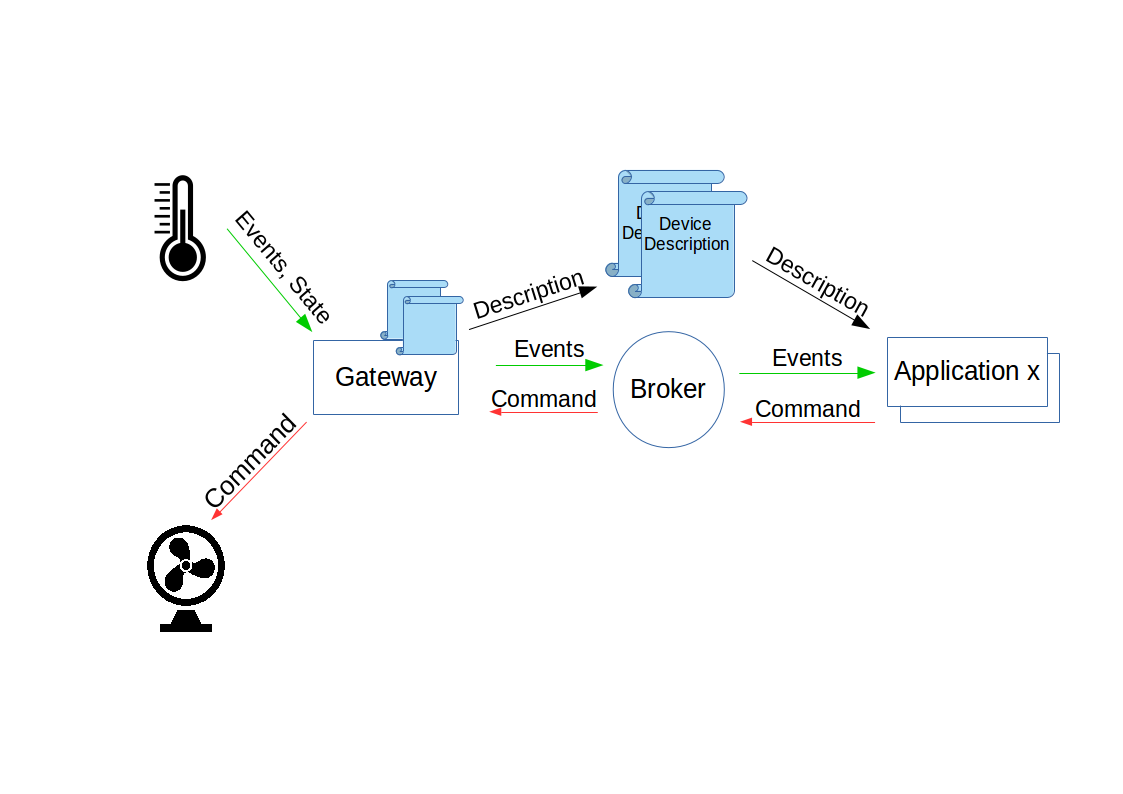 Events, State
Description
Device
Description
Description
Gateway
Events
Command
Broker
Events
Command
Application x
Command